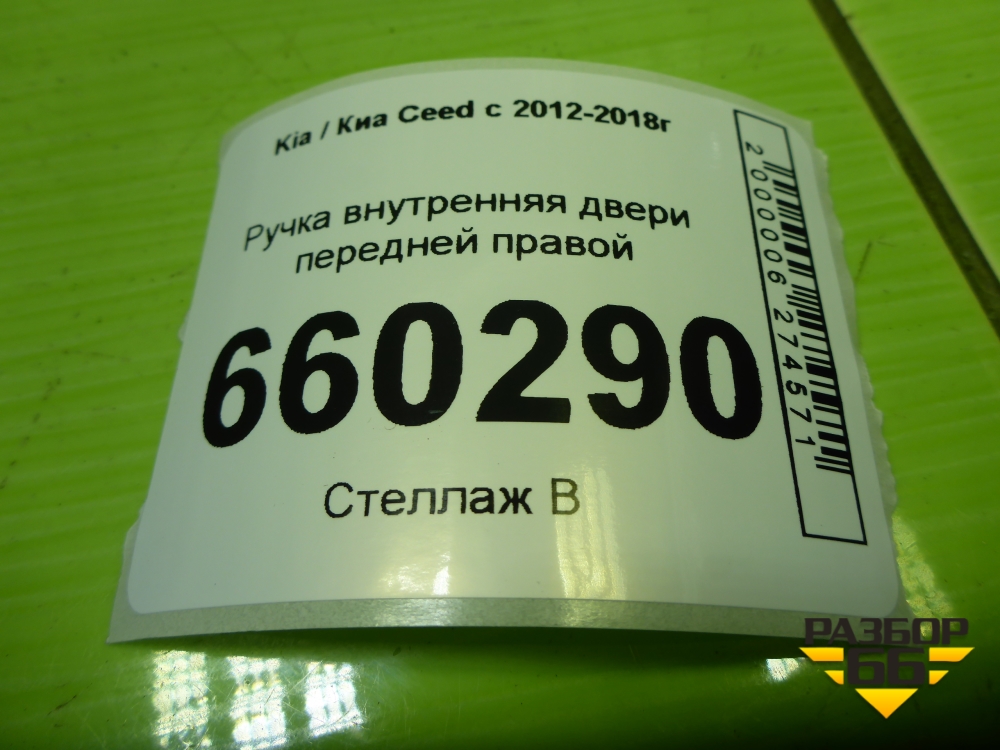 Kia / Киа Ceed с 2012-2018г
Ручка внутренняя двери
передней правой
660290
Стеллаж В
2000006274571
РАЗБОР
66